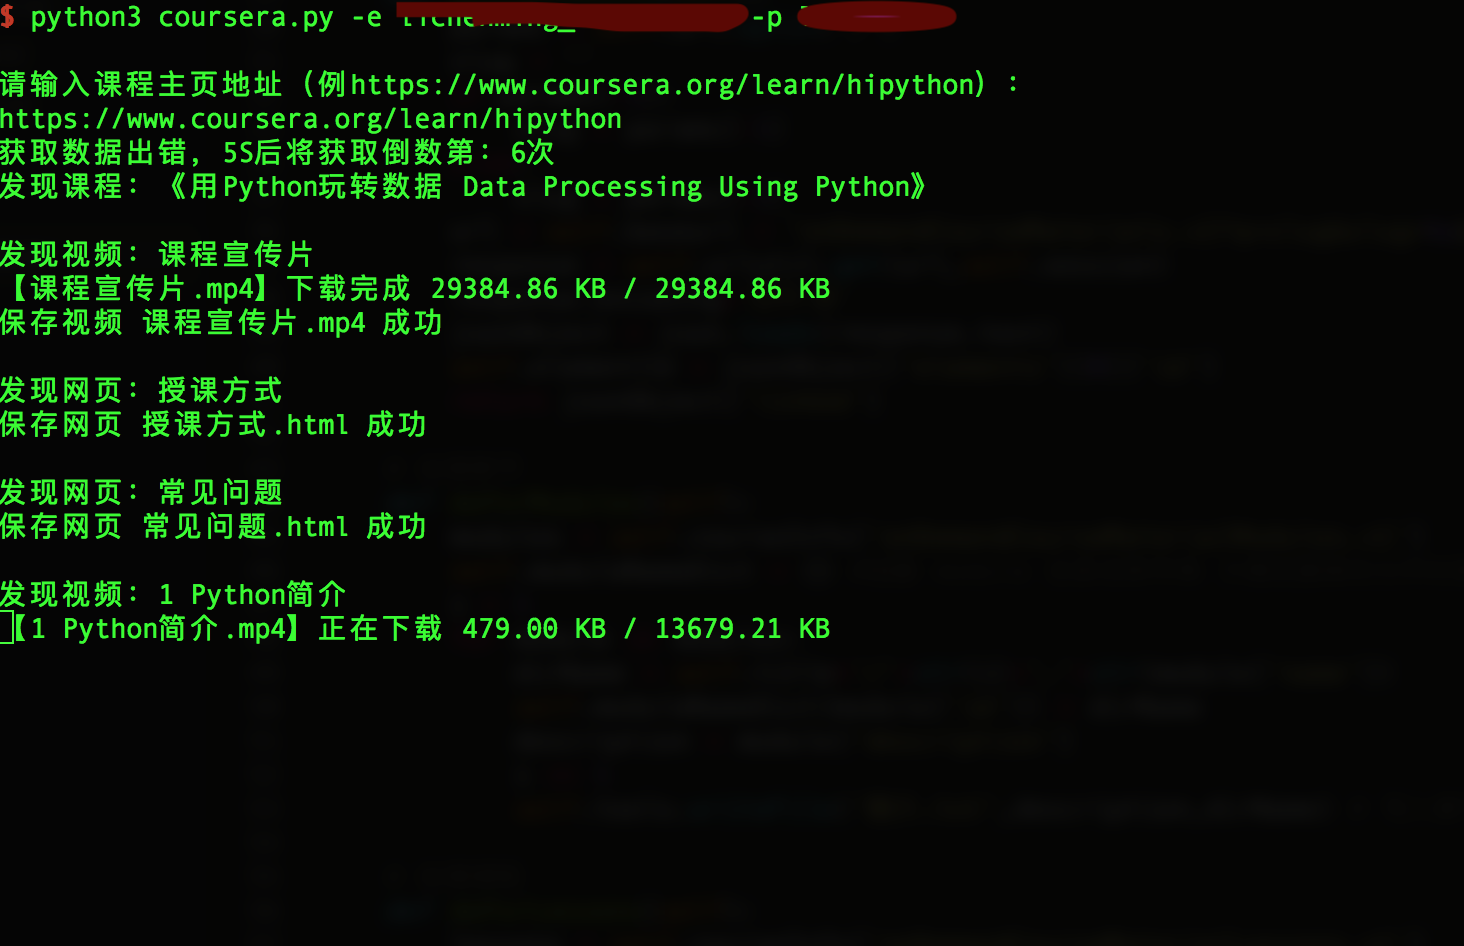 $ python3 coursera.py -e -p
请输入课程主页地址（例https://www.coursera.org/learn/hipython）：
https://www.coursera.org/learn/hipython
获取数据出错，5S后将获取倒数第：6次
发现课程：《用Python玩转数据 Data Processing Using Python》
发现视频：课程宣传片
【课程宣传片.mp4】下载完成 29384.86 KB / 29384.86 KB
保存视频 课程宣传片.mp4 成功
发现网页：授课方式
保存网页 授课方式.html 成功
发现网页：常见问题
保存网页 常见问题.html 成功
发现视频：1 Python简介
【1 Python简介.mp4】正在下载 479.00 KB / 13679.21 KB